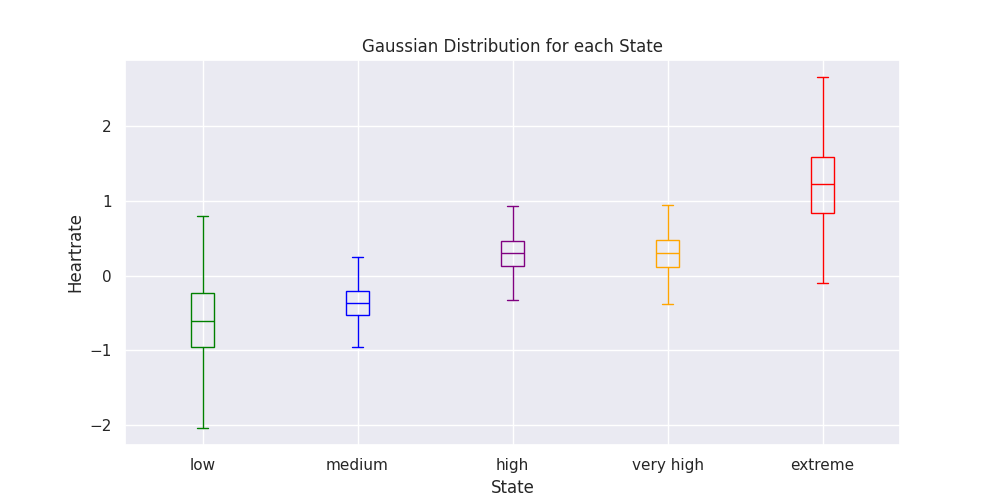 Gaussian Distribution for each State
Heartrate
2
1
0
−1
−2
low
medium
high
very high
extreme
State